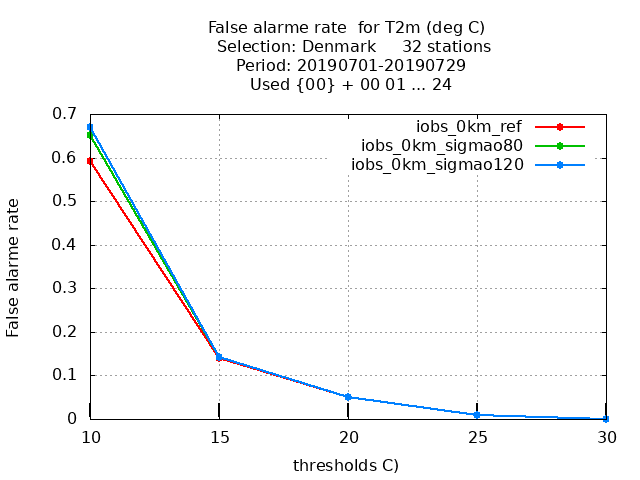 False alarme rate  for T2m (deg C)
Selection: Denmark     32 stations
Period: 20190701-20190729
Used {00} + 00 01 ... 24
iobs_0km_ref
iobs_0km_sigmao80
iobs_0km_sigmao120
False alarme rate
0.7
0.6
0.5
0.4
0.3
0.2
0.1
0
10 15 20 25 30
thresholds C)